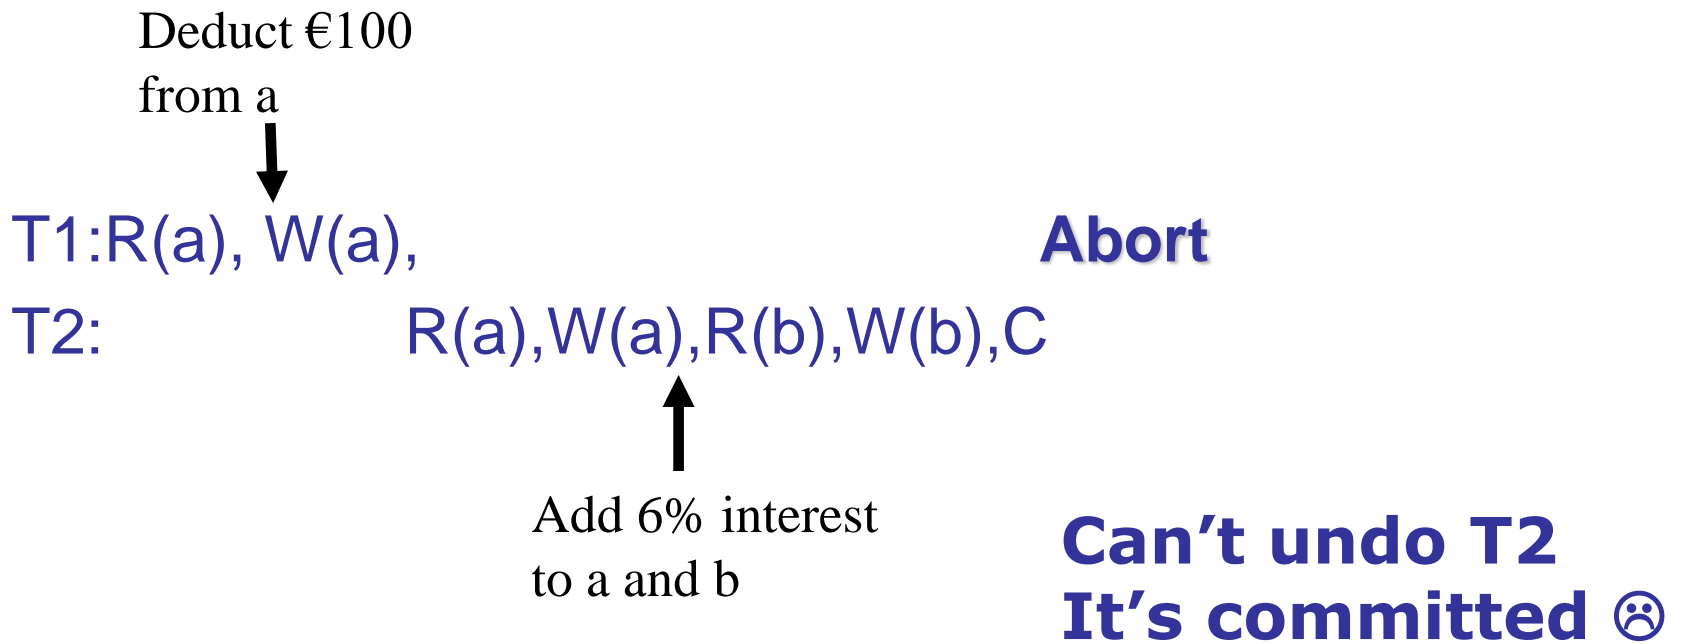 Deduct €100
from a
T1:R(a), W(a), Abort
T2: R(a),W(a),R(b),W(b),C
Add 6% interest
to a and b
Can’t undo T2
It’s committed ☹